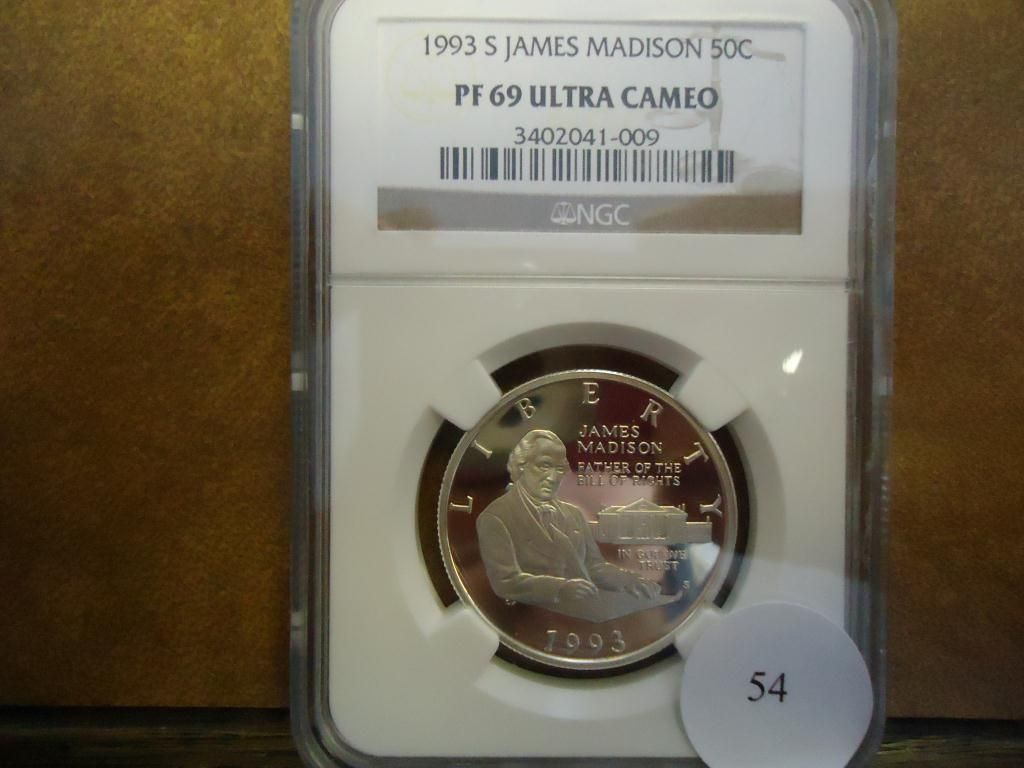 1993 S JAMES MADISON 50C
PF 69 ULTRA CAMEO
3402041-009
NGC
LIBERTY
JAMES
MADISON
FATHER OF THE
BILL OF RIGHTS
IN GOD WE
TRUST
S
1993
54